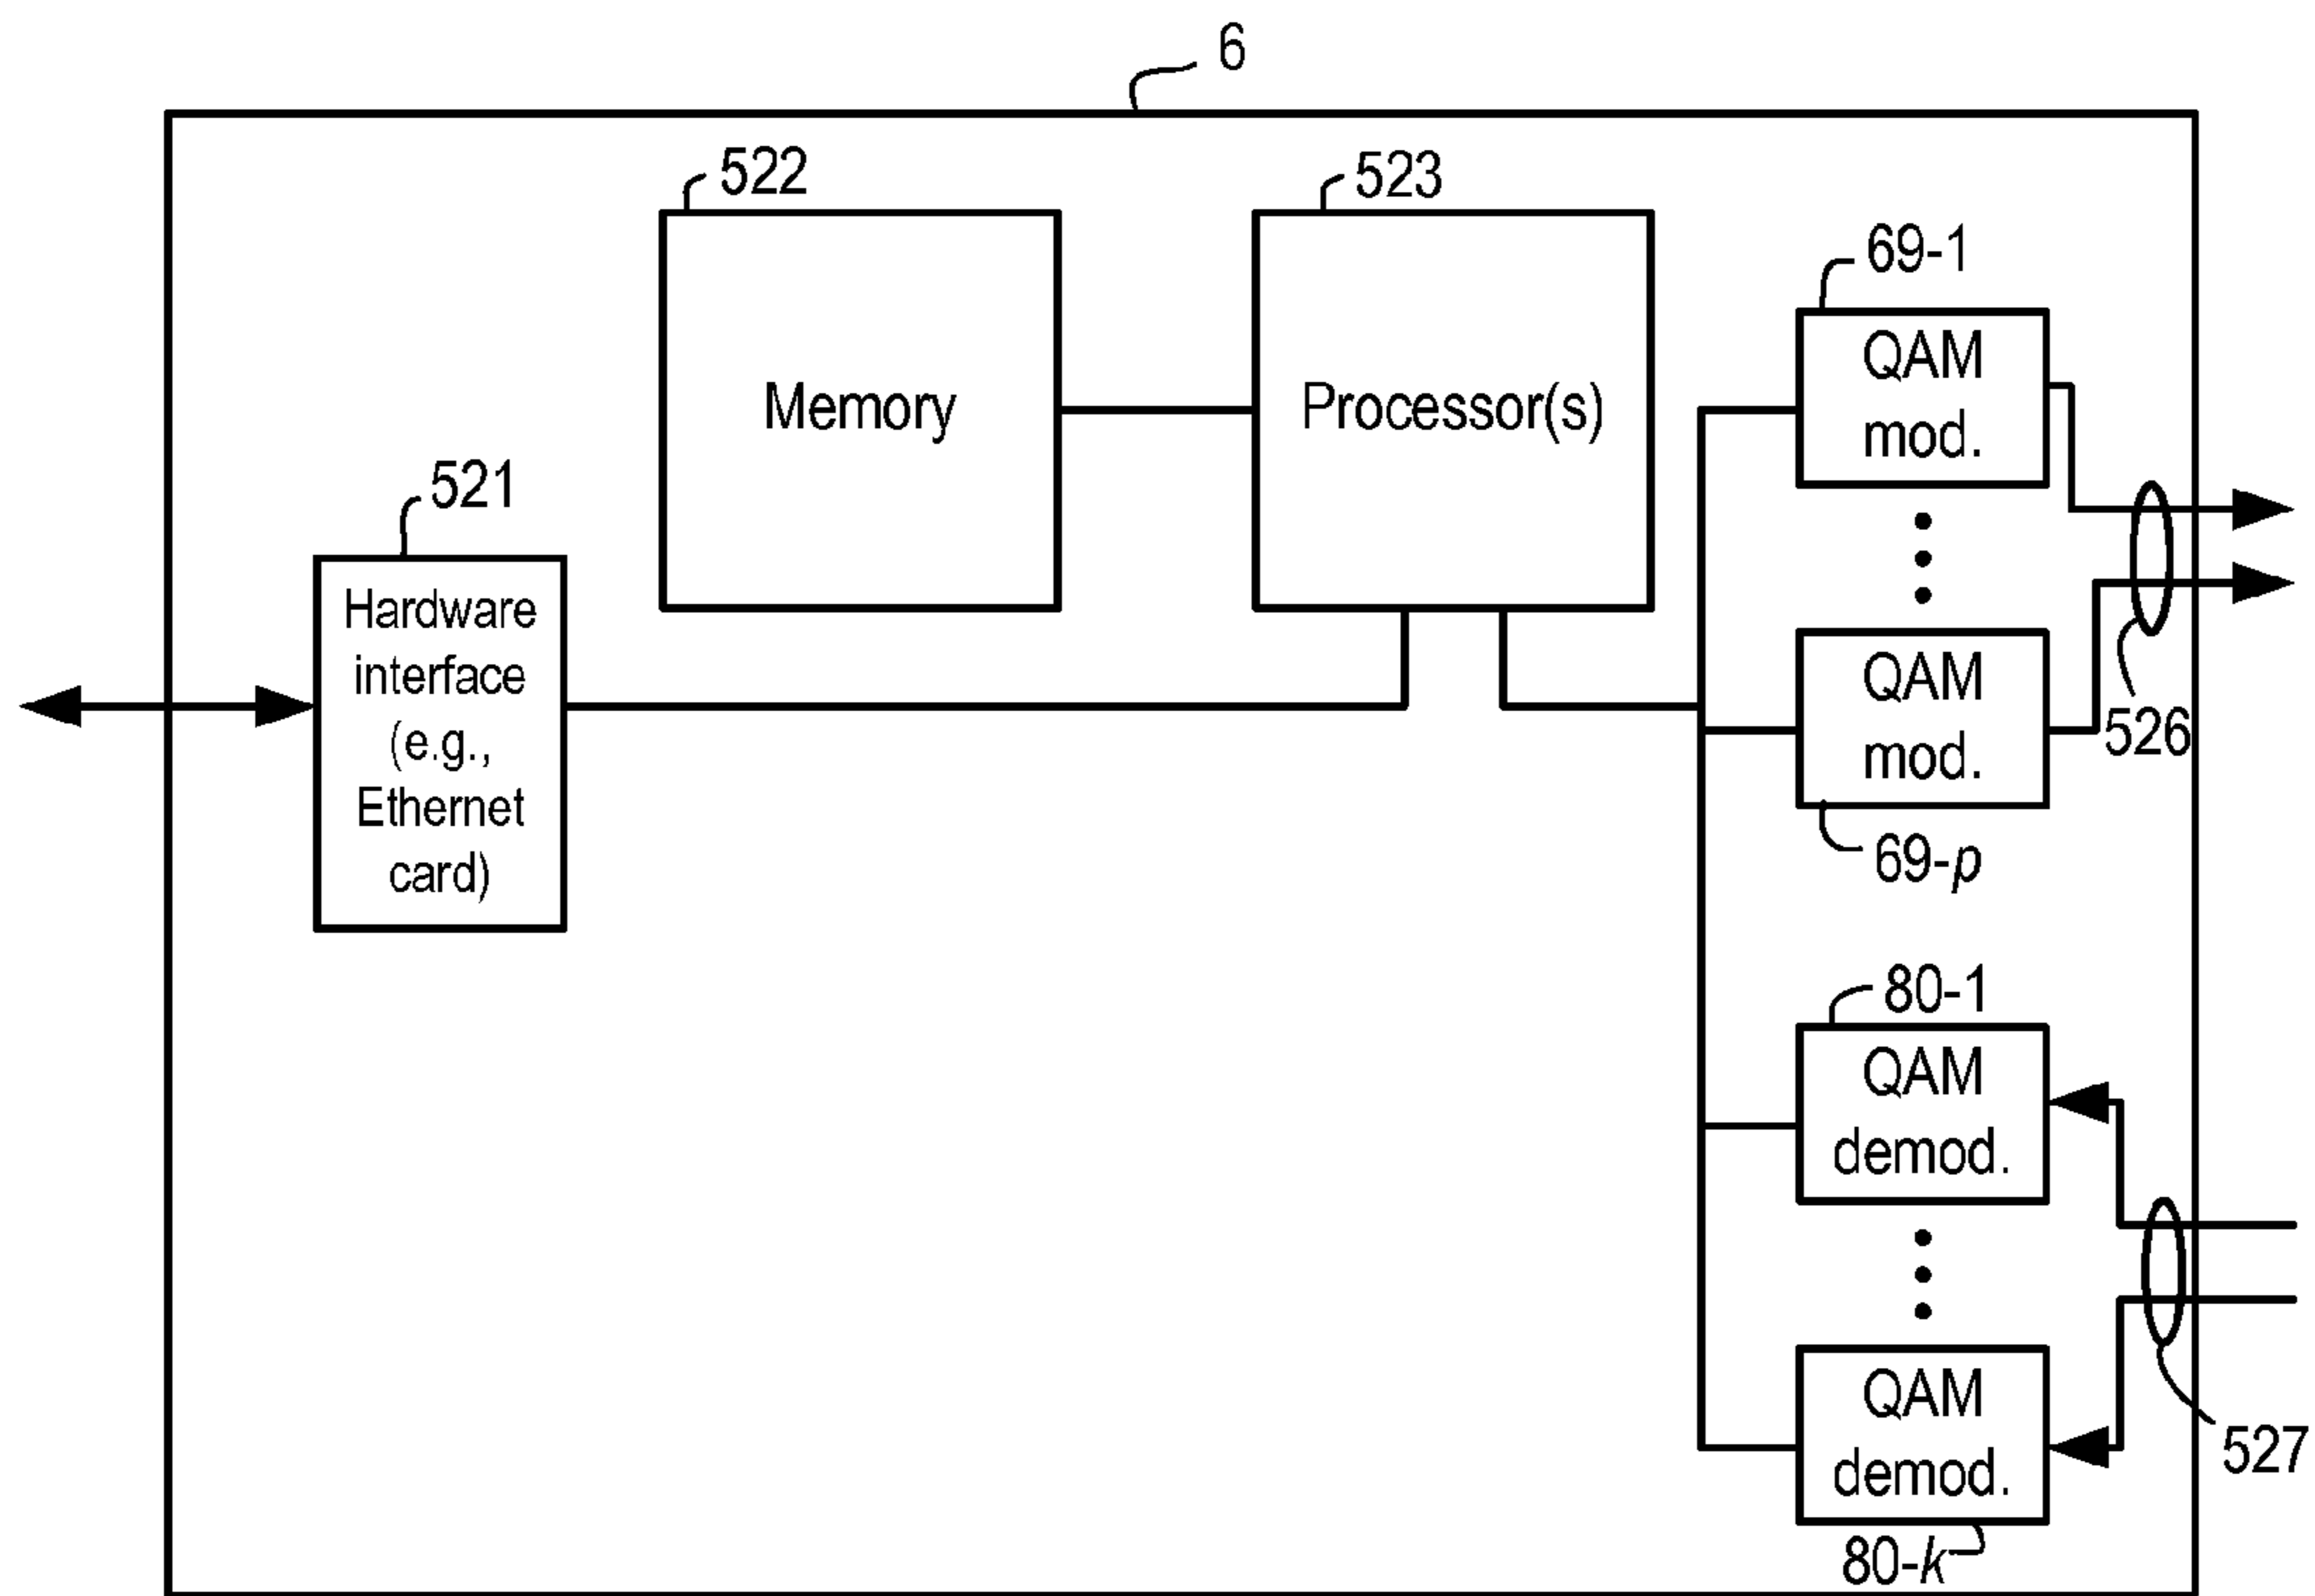 6
522
523
69-1
Memory
Processor(s)
QAM
mod.
521
Hardware
interface
(e.g.,
Ethernet
card)
QAM
mod.
526
69-p
80-1
QAM
demod.
QAM
demod.
527
80-k